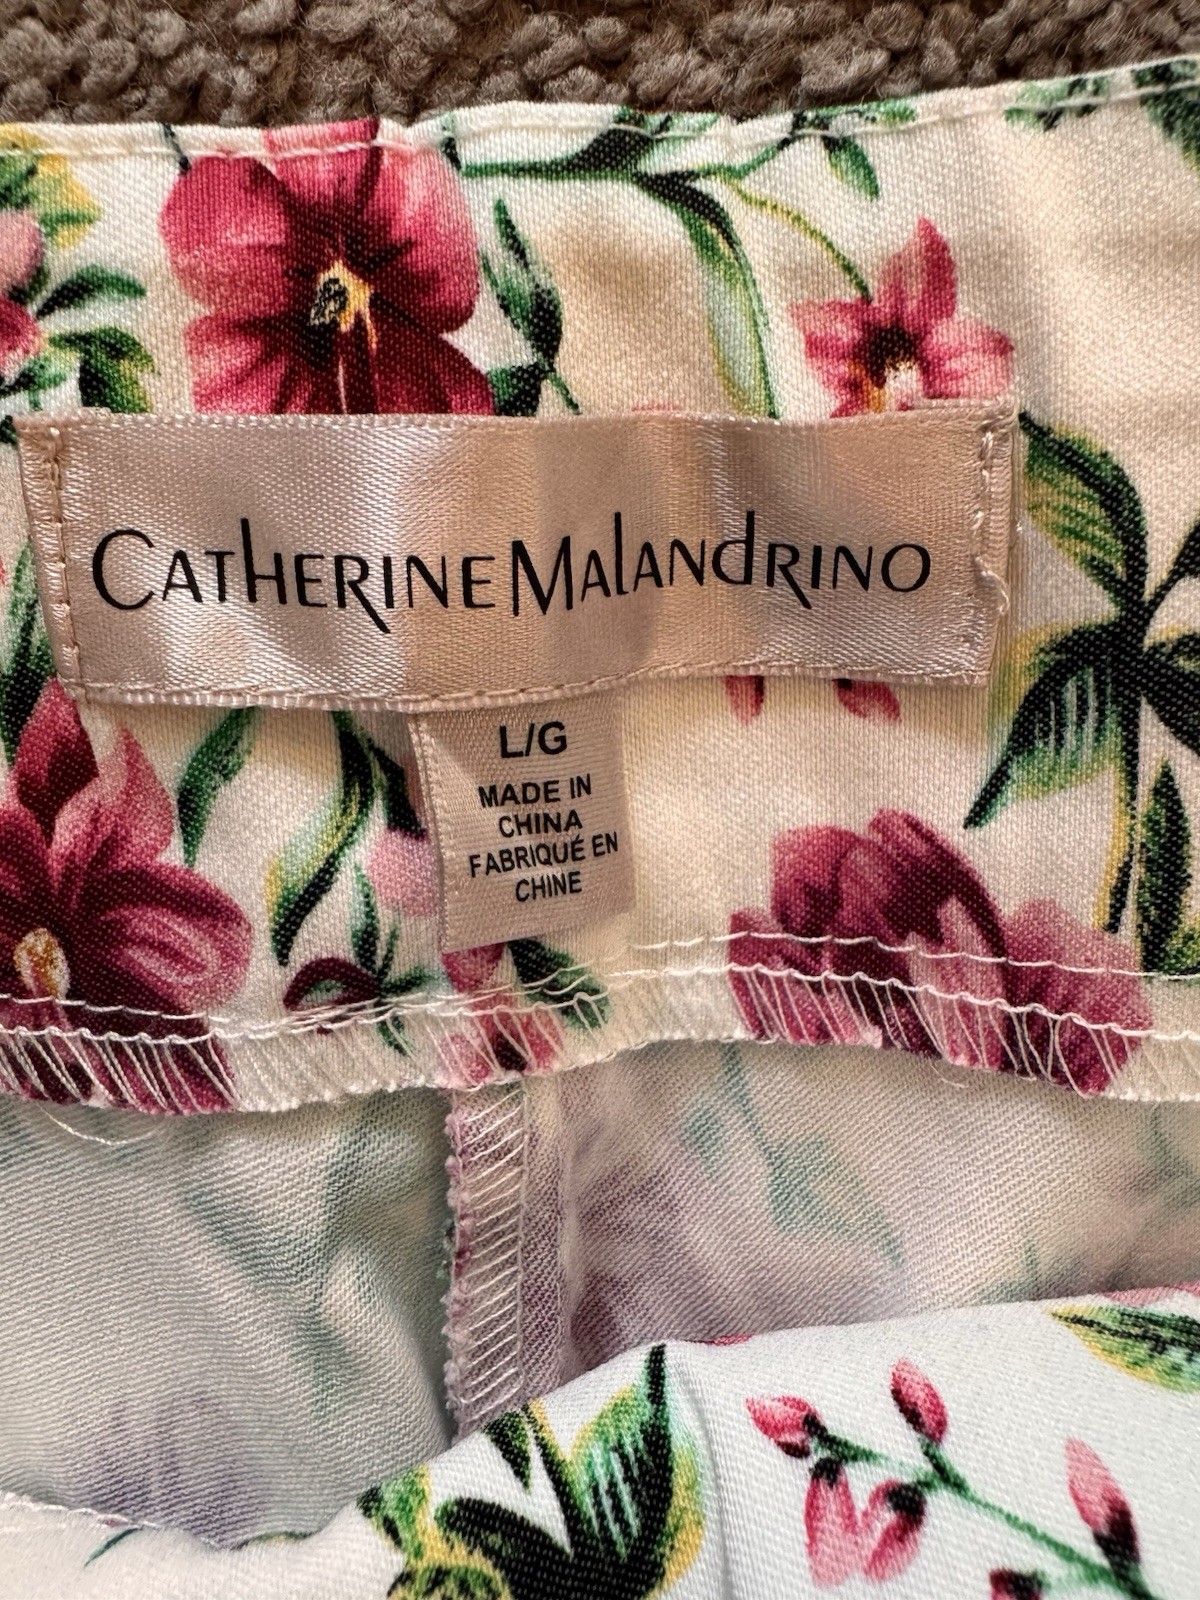 CATHERINE MALANDRINO
L/G
MADE IN
CHINA
FABRIQUÉ EN
CHINE